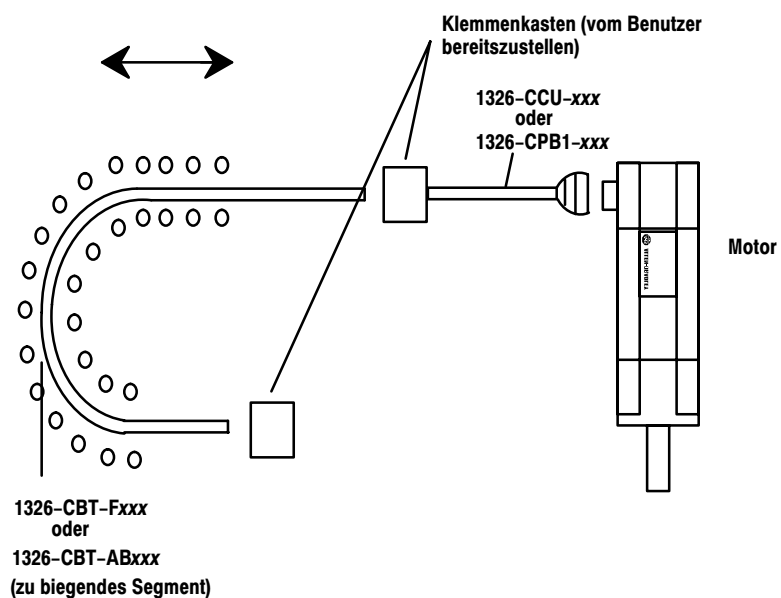 Klemmenkasten (vom Benutzer
bereitszustellen)
1326-CCU-xxx
oder
1326-CPB1-xxx
Motor
1326-CBT-Fxxx
oder
1326-CBT-ABxxx
(zu biegendes Segment)